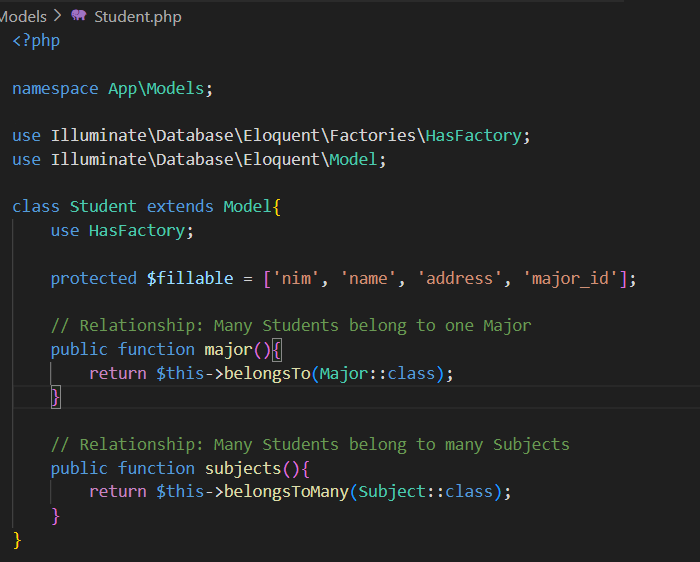 Models > Student.php
<?php
namespace App\Models;
use Illuminate\Database\Eloquent\Factories\HasFactory;
use Illuminate\Database\Eloquent\Model;
class Student extends Model{
    use HasFactory;
    protected $fillable = ['nim', 'name', 'address', 'major_id'];
    // Relationship: Many Students belong to one Major
    public function major(){
        return $this->belongsTo(Major::class);
    }
    // Relationship: Many Students belong to many Subjects
    public function subjects(){
        return $this->belongsToMany(Subject::class);
    }
}